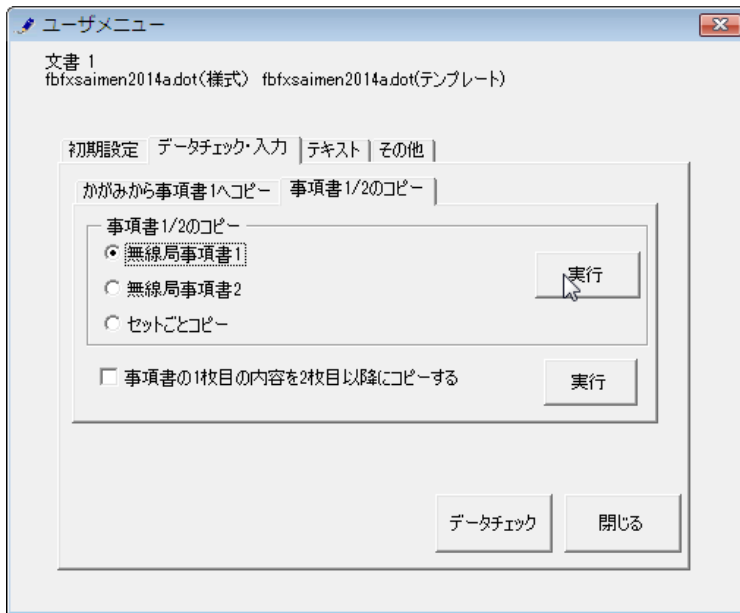 ユーザメニュー
文書 1
fbfxsaimen2014a.dot(様式) fbfxsaimen2014a.dot(テンプレート)
初期設定 データチェック・入力 テキスト その他
かがみから事項書1へコピー 事項書1/2のコピー
事項書1/2のコピー
無線局事項書1
実行
無線局事項書2
セットごとコピー
事項書の1枚目の内容を2枚目以降にコピーする 実行
データチェック 閉じる